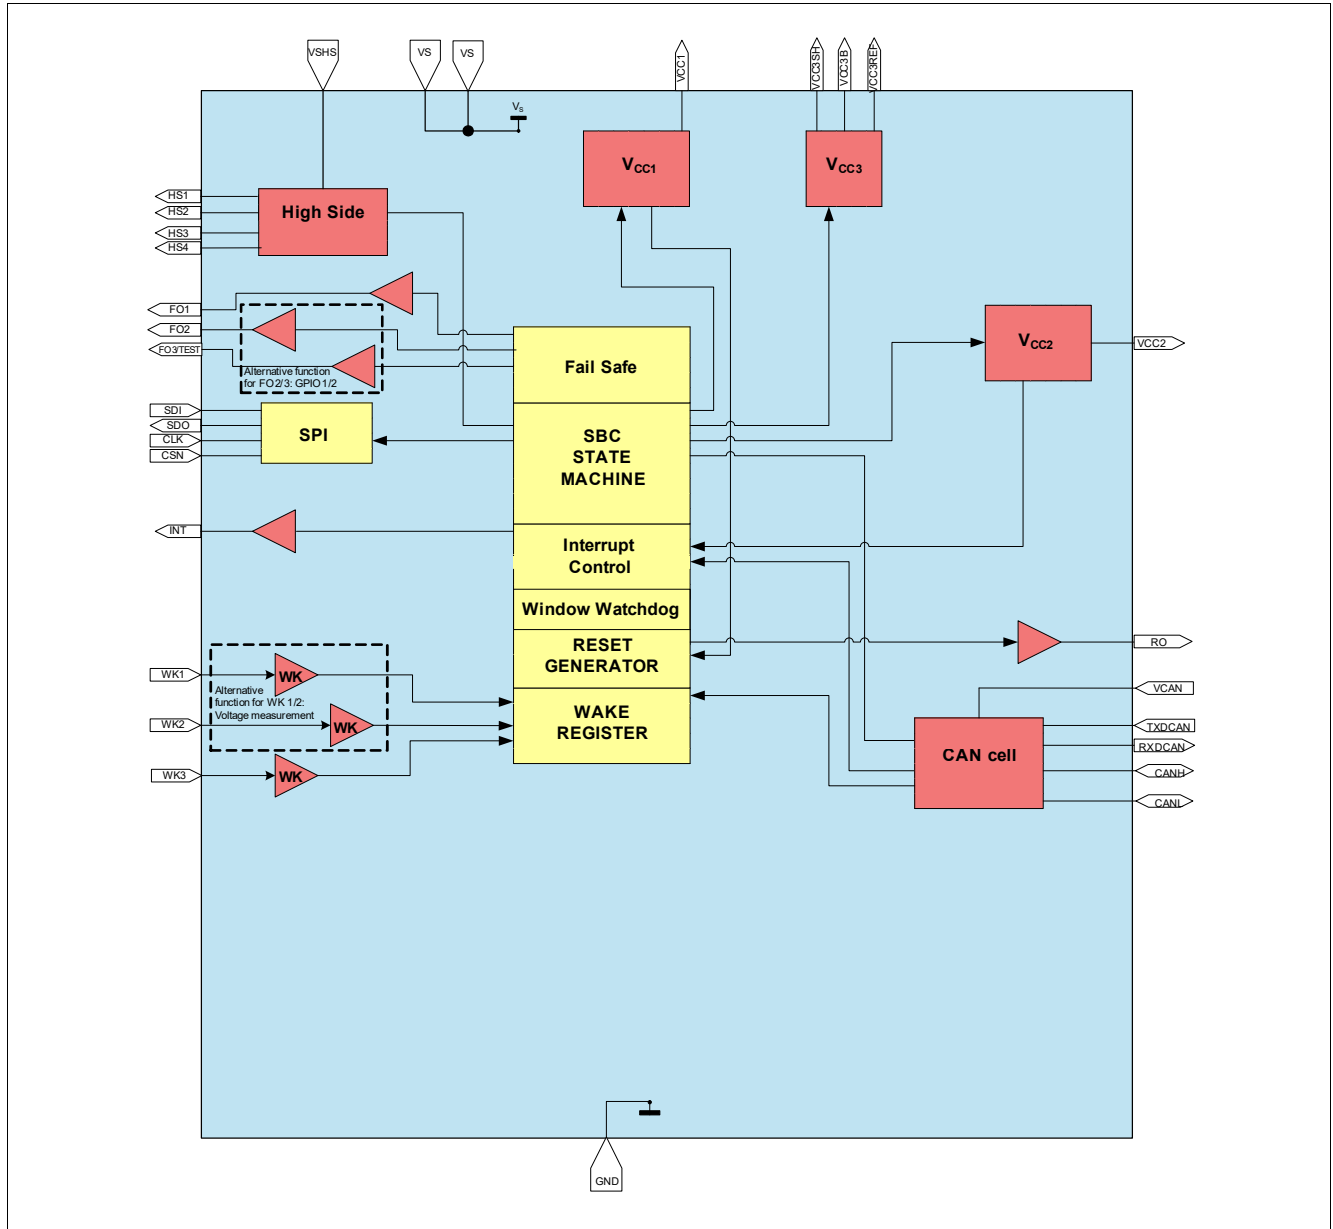 VSHS
VS
VS
VS
VCC1
VCC3SH
VCC3B
VCC3REF
VCC1
VCC3
High Side
HS1
HS2
HS3
HS4
FO1
FO2
FO3/TEST
Alternative function
for FO2/3: GPIO1/2
Fail Safe
VCC2
VCC2
SDI
SDO
CLK
CSN
SPI
SBC
STATE
MACHINE
INT
Interrupt
Control
Window Watchdog
RESET
GENERATOR
RO
WK1
WK
Alternative
function for WK 1/2:
Voltage measurement
WK2
WK
WK3
WK
WAKE
REGISTER
VCAN
TXDCAN
RXDCAN
CANH
CANL
CAN cell
GND